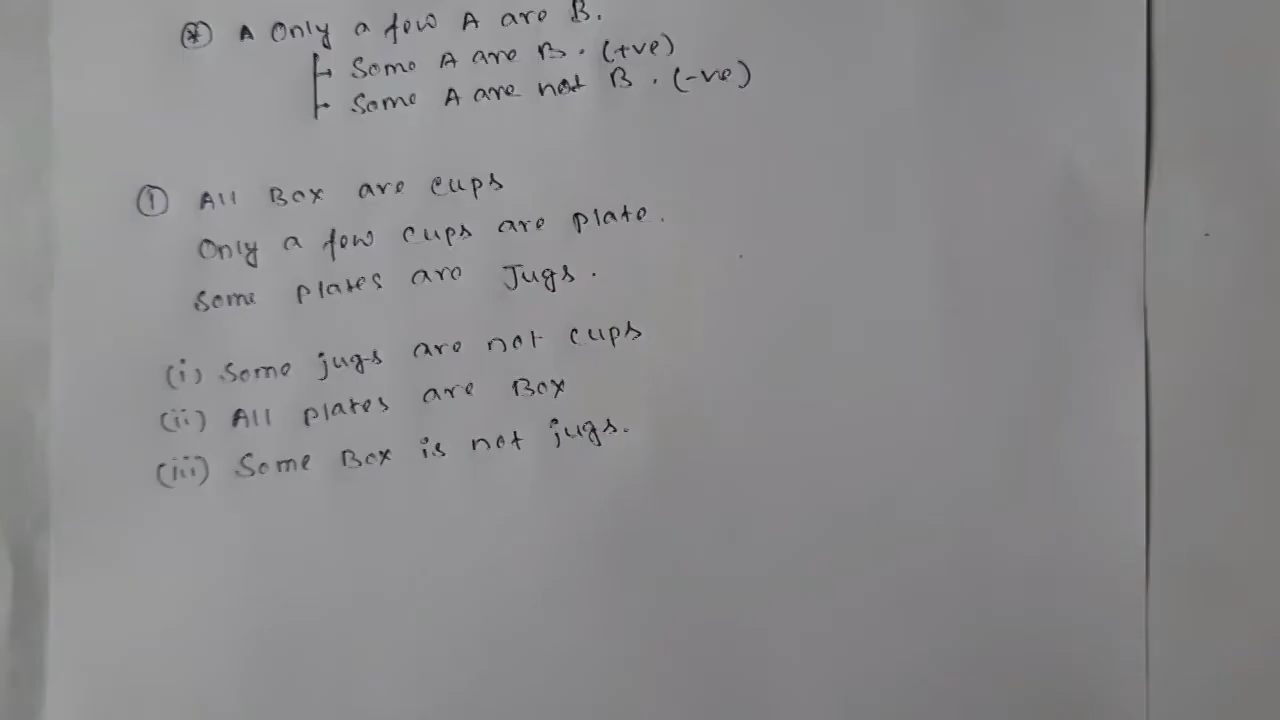 * A Only a few A are B.
Some A are B. (+ve)
Some A are not B. (-ve)
① All Box are cups
Only a few cups are plate.
Some plates are Jugs.
(i) Some jugs are not cups
(ii) All plates are Box
(iii) Some Box is not jugs.